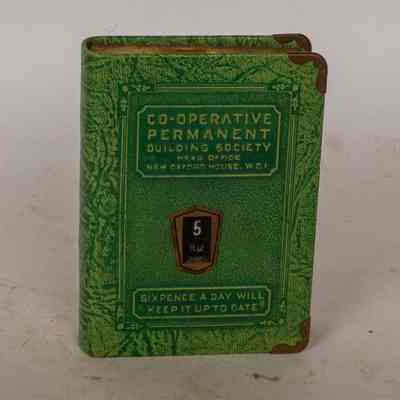 CO-OPERATIVE
PERMANENT
BUILDING SOCIETY
HEAD OFFICE
NEW OXFORD HOUSE, W.C.1.
5
SIXPENCE A DAY WILL
"KEEP IT UP TO DATE"